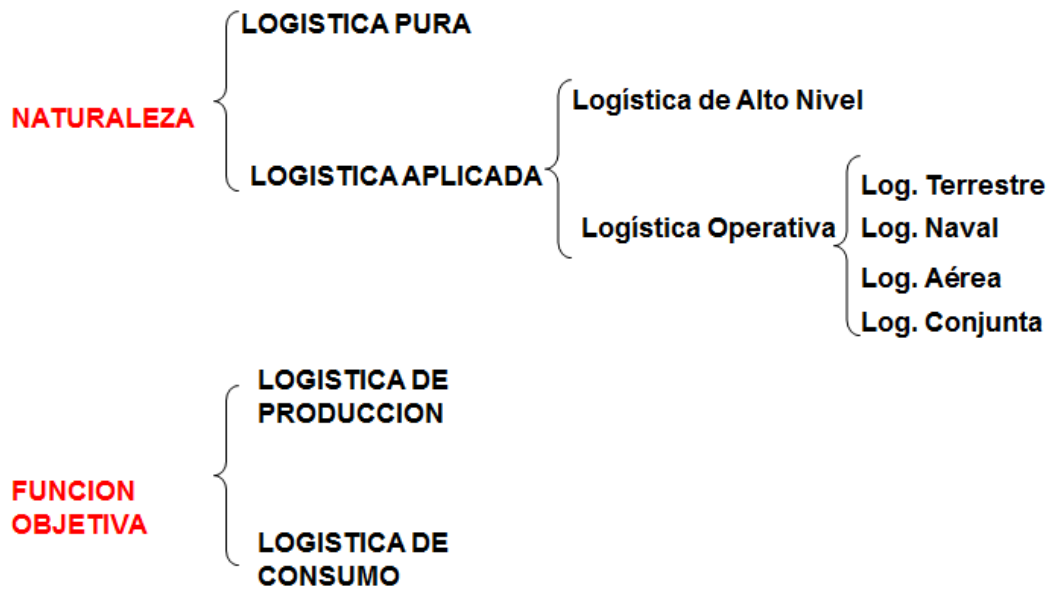 LOGISTICA PURA
NATURALEZA
LOGISTICA APLICADA
Logística de Alto Nivel
Logística Operativa
Log. Terrestre
Log. Naval
Log. Aérea
Log. Conjunta
FUNCION
OBJETIVA
LOGISTICA DE
PRODUCCION
LOGISTICA DE
CONSUMO